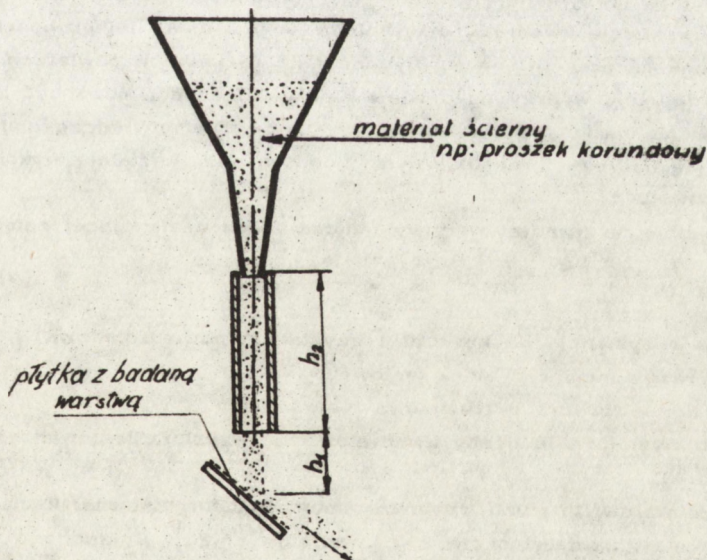 materiał ścierny
np: proszek korundowy
h₂
płytka z badaną
warstwą
h₁